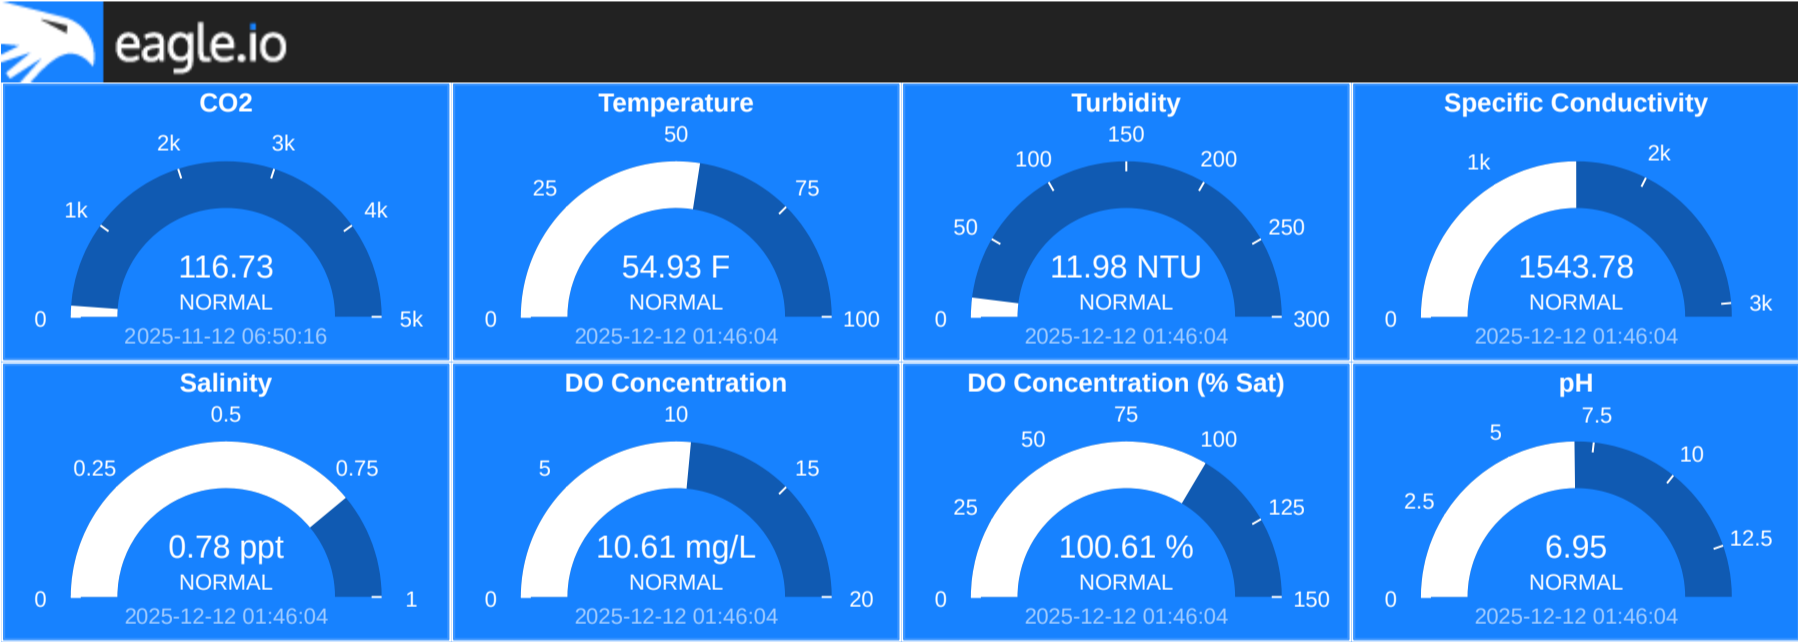 eagle.io
CO2
0
1k
2k
3k
4k
5k
116.73
NORMAL
2025-11-12 06:50:16
Temperature
0
25
50
75
100
54.93 F
NORMAL
2025-12-12 01:46:04
Turbidity
0
50
100
150
200
250
300
11.98 NTU
NORMAL
2025-12-12 01:46:04
Specific Conductivity
0
1k
2k
3k
1543.78
NORMAL
2025-12-12 01:46:04
Salinity
0
0.25
0.5
0.75
1
0.78 ppt
NORMAL
2025-12-12 01:46:04
DO Concentration
0
5
10
15
20
10.61 mg/L
NORMAL
2025-12-12 01:46:04
DO Concentration (% Sat)
0
25
50
75
100
125
150
100.61 %
NORMAL
2025-12-12 01:46:04
pH
0
2.5
5
7.5
10
12.5
6.95
NORMAL
2025-12-12 01:46:04